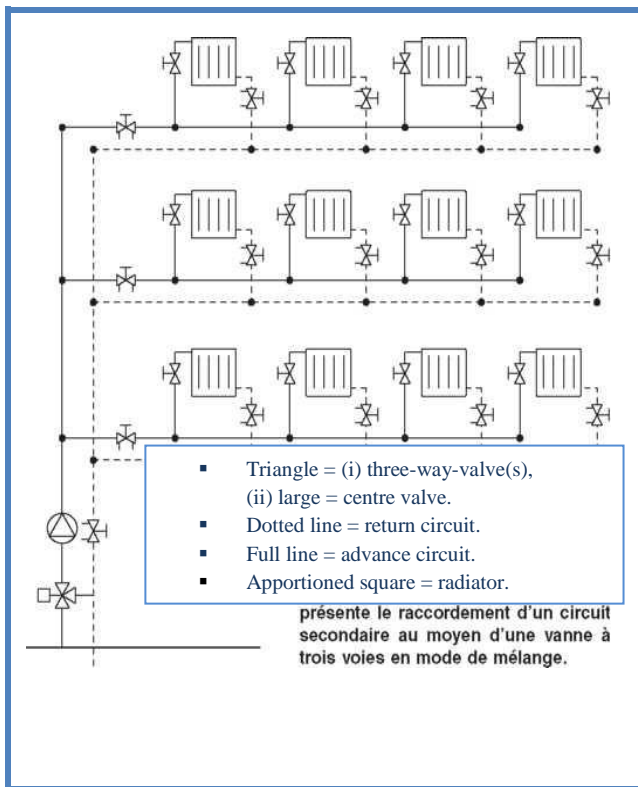 Triangle = (i) three-way-valve(s),
(ii) large = centre valve.
Dotted line = return circuit.
Full line = advance circuit.
Apportioned square = radiator.
présente le raccordement d'un circuit
secondaire au moyen d'une vanne à
trois voies en mode de mélange.